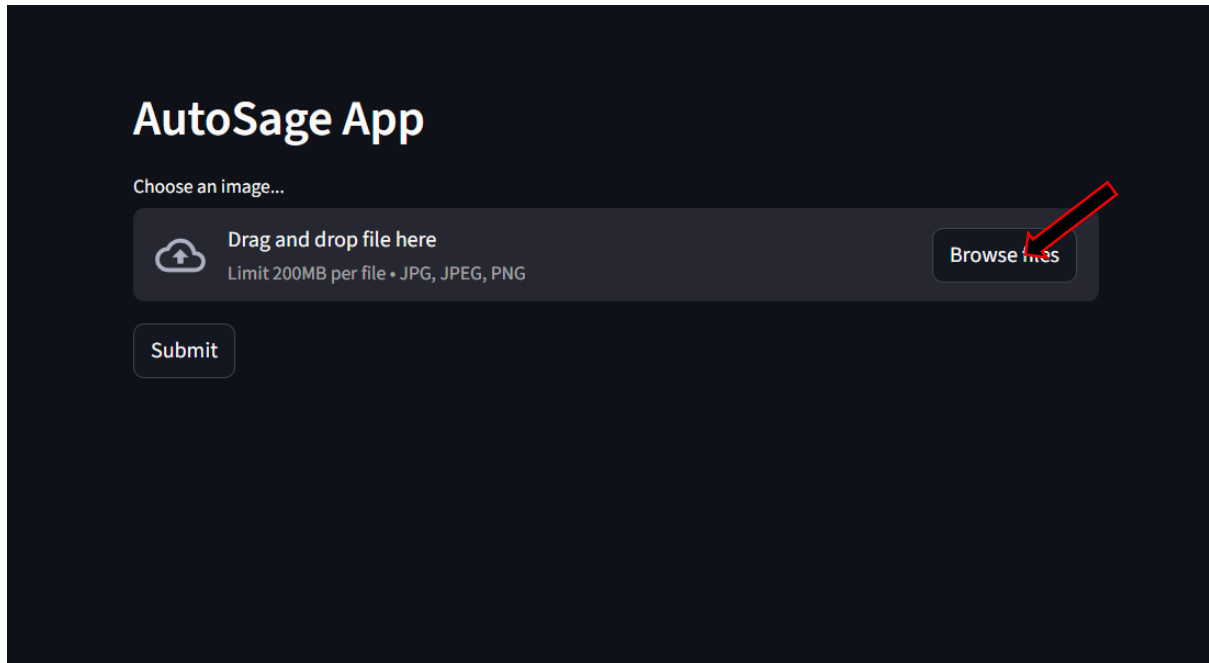 AutoSage App
Choose an image...
Drag and drop file here
Limit 200MB per file • JPG, JPEG, PNG
Browse files
Submit